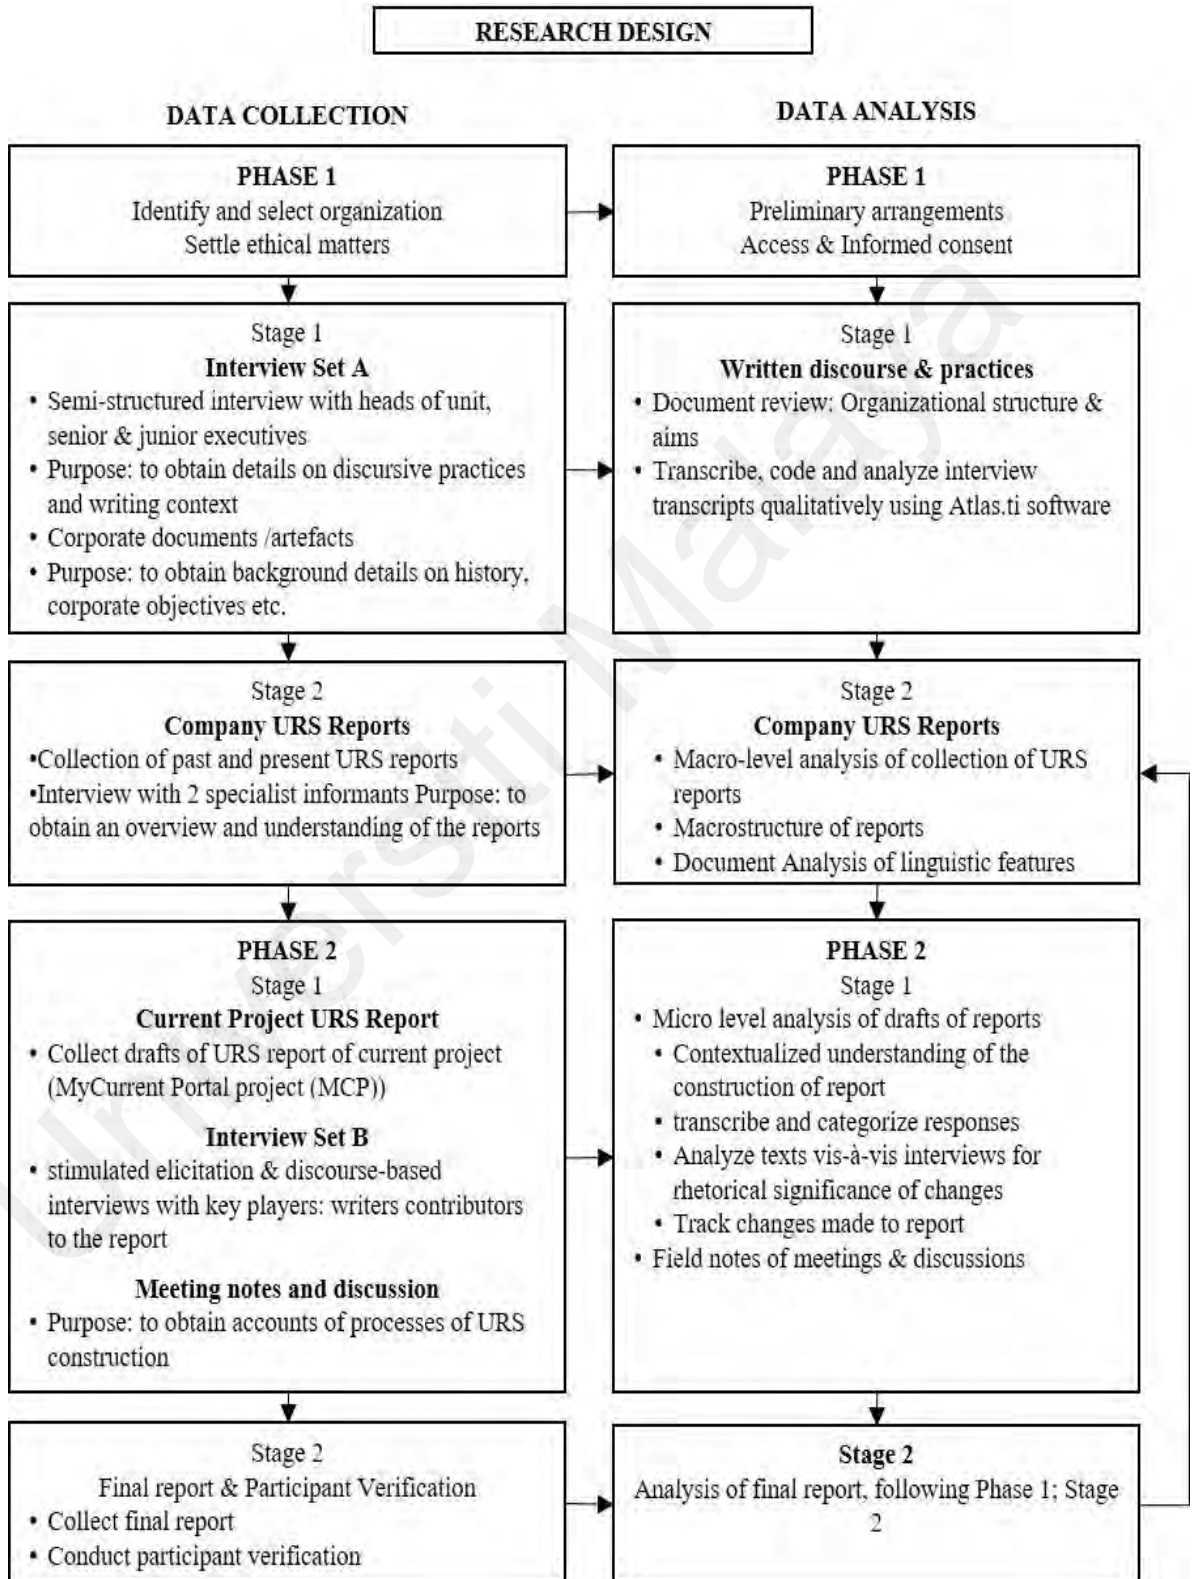 RESEARCH DESIGN
DATA COLLECTION
PHASE 1
Identify and select organization
Settle ethical matters
Stage 1
Interview Set A
• Semi-structured interview with heads of unit,
senior & junior executives
• Purpose: to obtain details on discursive practices
and writing context
• Corporate documents /artefacts
• Purpose: to obtain background details on history,
corporate objectives etc.
Stage 2
Company URS Reports
•Collection of past and present URS reports
•Interview with 2 specialist informants Purpose: to
obtain an overview and understanding of the reports
PHASE 2
Stage 1
Current Project URS Report
• Collect drafts of URS report of current project
(MyCurrent Portal project (MCP))
Interview Set B
• stimulated elicitation & discourse-based
interviews with key players: writers contributors
to the report
Meeting notes and discussion
• Purpose: to obtain accounts of processes of URS
construction
Stage 2
Final report & Participant Verification
• Collect final report
• Conduct participant verification
DATA ANALYSIS
PHASE 1
Preliminary arrangements
Access & Informed consent
Stage 1
Written discourse & practices
• Document review: Organizational structure &
aims
• Transcribe, code and analyze interview
transcripts qualitatively using Atlas.ti software
Stage 2
Company URS Reports
• Macro-level analysis of collection of URS
reports
• Macrostructure of reports
• Document Analysis of linguistic features
PHASE 2
Stage 1
• Micro level analysis of drafts of reports
• Contextualized understanding of the
construction of report
• transcribe and categorize responses
• Analyze texts vis-à-vis interviews for
rhetorical significance of changes
• Track changes made to report
• Field notes of meetings & discussions
Stage 2
Analysis of final report, following Phase 1; Stage
2
Universiti Malaya